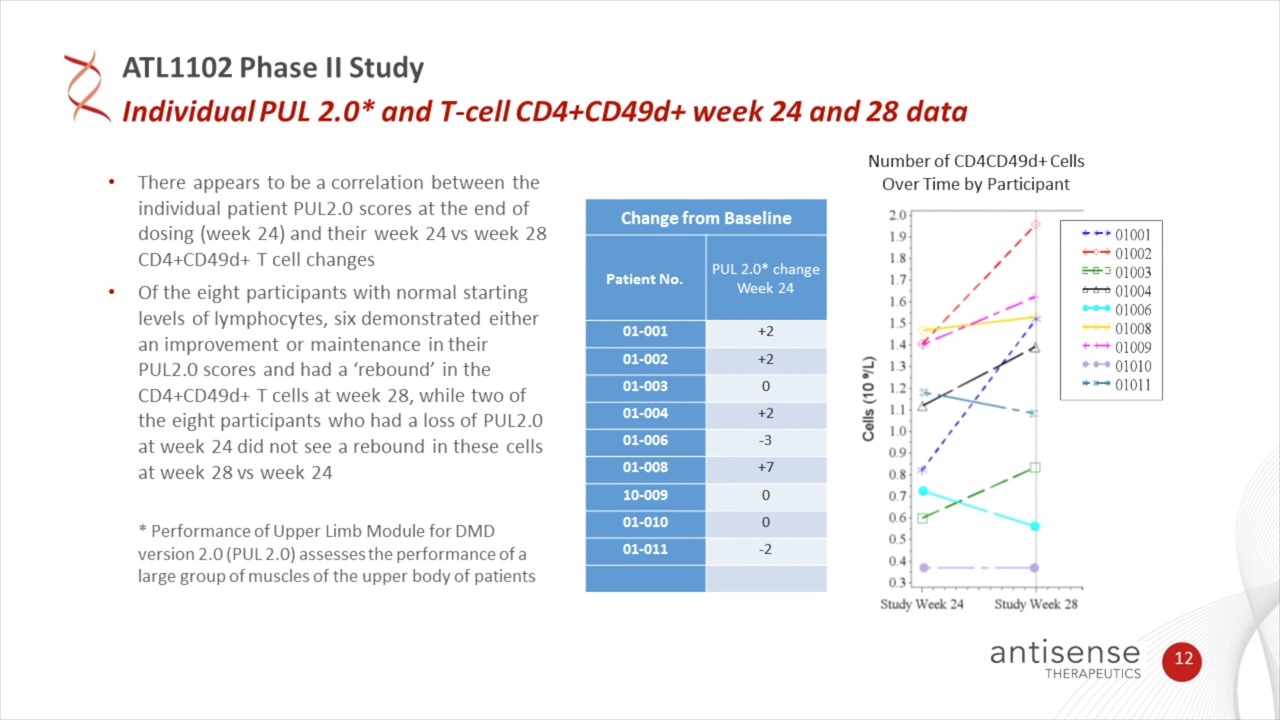 ATL1102 Phase II Study
Individual PUL 2.0* and T-cell CD4+CD49d+ week 24 and 28 data
• There appears to be a correlation between the
individual patient PUL2.0 scores at the end of
dosing (week 24) and their week 24 vs week 28
CD4+CD49d+ T cell changes
• Of the eight participants with normal starting
levels of lymphocytes, six demonstrated either
an improvement or maintenance in their
PUL2.0 scores and had a ‘rebound’ in the
CD4+CD49d+ T cells at week 28, while two of
the eight participants who had a loss of PUL2.0
at week 24 did not see a rebound in these cells
at week 28 vs week 24
* Performance of Upper Limb Module for DMD
version 2.0 (PUL 2.0) assesses the performance of a
large group of muscles of the upper body of patients
Change from Baseline
Patient No. PUL 2.0* change
Week 24
01-001 +2
01-002 +2
01-003 0
01-004 +2
01-006 -3
01-008 +7
10-009 0
01-010 0
01-011 -2
Number of CD4CD49d+ Cells
Over Time by Participant
Cells (10 ⁹/L)
2.0
1.9
1.8
1.7
1.6
1.5
1.4
1.3
1.2
1.1
1.0
0.9
0.8
0.7
0.6
0.5
0.4
0.3
Study Week 24 Study Week 28
01001
01002
01003
01004
01006
01008
01009
01010
01011
antisense
THERAPEUTICS
12